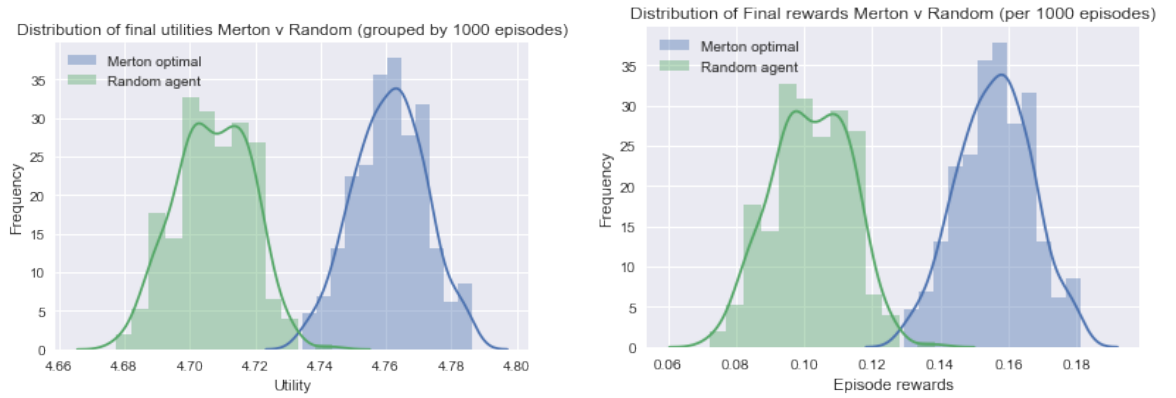 Distribution of final utilities Merton v Random (grouped by 1000 episodes)
Merton optimal
Random agent
35
30
25
20
15
10
5
0
Frequency
4.66 4.68 4.70 4.72 4.74 4.76 4.78 4.80
Utility
Distribution of Final rewards Merton v Random (per 1000 episodes)
Merton optimal
Random agent
35
30
25
20
15
10
5
0
Frequency
0.06 0.08 0.10 0.12 0.14 0.16 0.18
Episode rewards